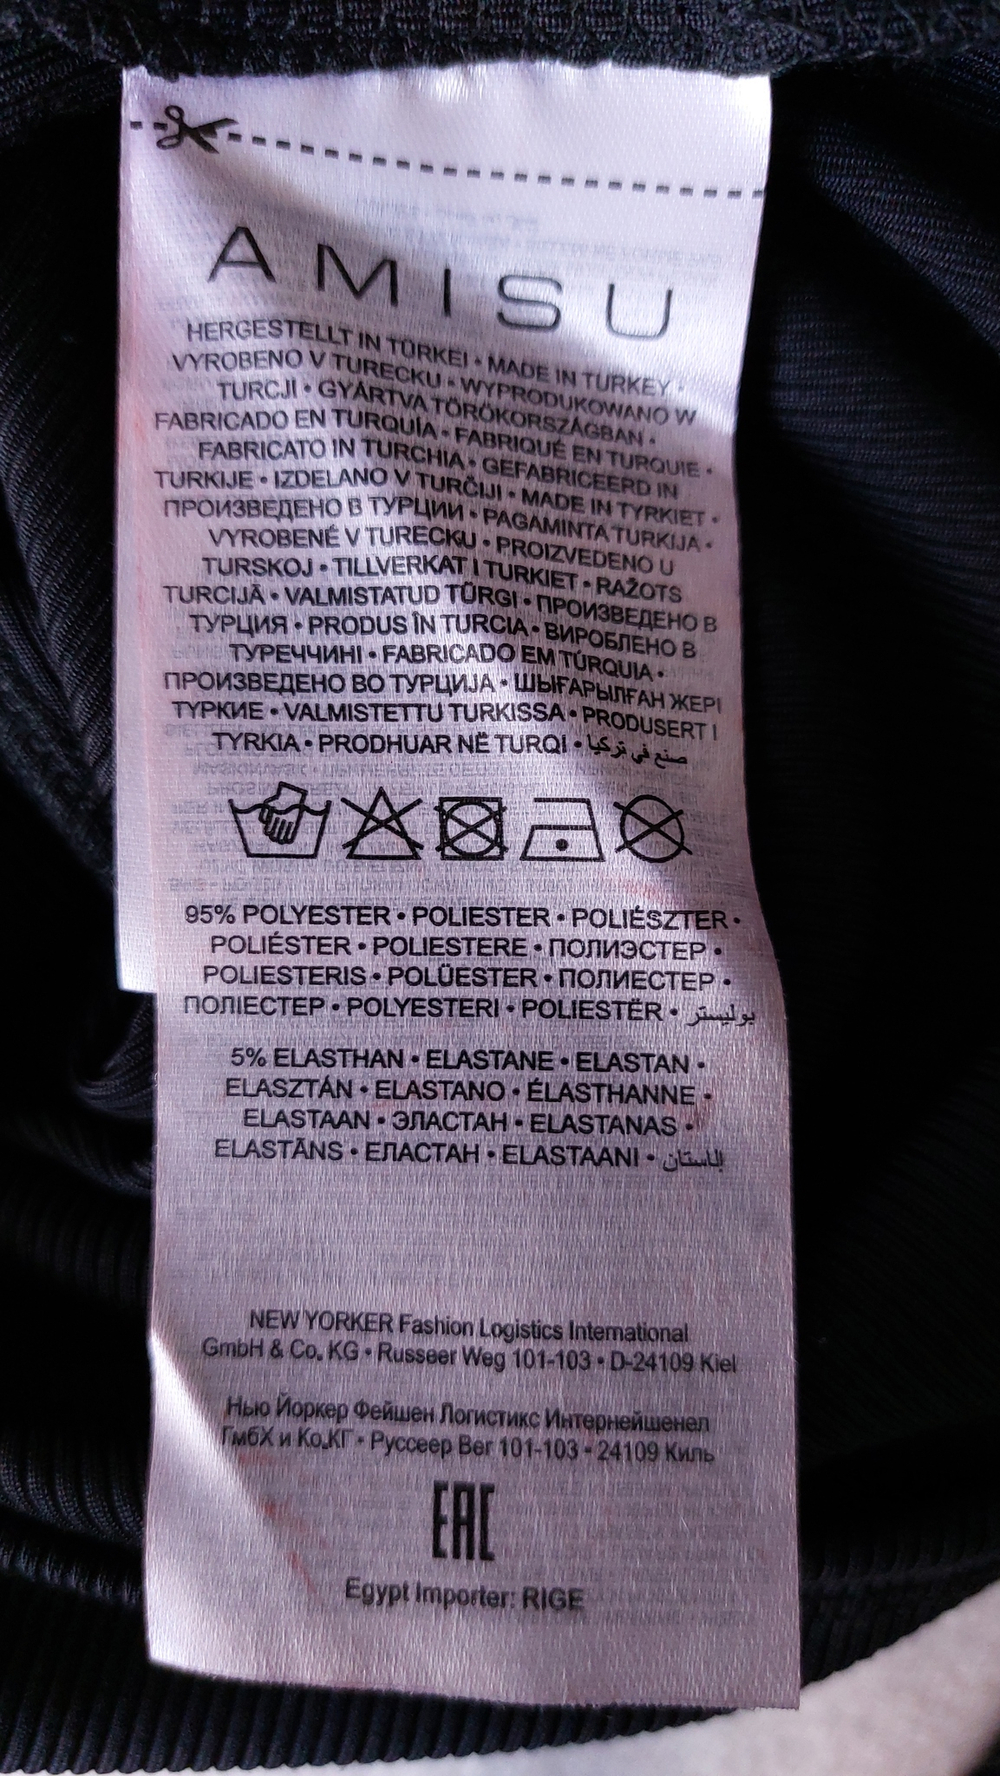 AMISU
HERGESTELLT IN TÜRKEI • MADE IN TURKEY •
VYROBENO V TURECKU • WYPRODUKOWANO W
TURCJI • GYÁRTVA TÖRÖKORSZÁGBAN •
FABRICADO EN TURQUÍA • FABRIQUÉ EN TURQUIE •
FABRICATO IN TURCHIA • GEFABRICEERD IN
TURKIJE • IZDELANO V TURČIJI • MADE IN TYRKIET •
ПРОИЗВЕДЕНО В ТУРЦИИ • PAGAMINTA TURKIJA •
VYROBENÉ V TURECKU • PROIZVEDENO U
TURSKOJ • TILLVERKAT I TURKIET • RAŽOTS
TURCIJĀ • VALMISTATUD TÜRGI • ПРОИЗВЕДЕНО В
ТУРЦИЯ • PRODUS ÎN TURCIA • ВИРОБЛЕНО В
ТУРЕЧЧИНІ • FABRICADO EM TÚRQUIA •
ПРОИЗВЕДЕНО ВО ТУРЦИЈА • ШЫҒАРЫЛҒАН ЖЕРІ
ТУРКИЕ • VALMISTETTU TURKISSA • PRODUSERT I
TYRKIA • PRODHUAR NË TURQI • صنع في تركيا
95% POLYESTER • POLIESTER • POLIÉSZTER •
POLIÉSTER • POLIESTERE • ПОЛИЭСТЕР •
POLIESTERIS • POLÜESTER • ПОЛИЕСТЕР •
ПОЛІЕСТЕР • POLYESTERI • POLIESTËR • بوليستر
5% ELASTHAN • ELASTANE • ELASTAN •
ELASZTÁN • ELASTANO • ÉLASTHANNE •
ELASTAAN • ЭЛАСТАН • ELASTANAS •
ELASTĀNS • ЕЛАСТАН • ELASTAANI • إلاستان
NEW YORKER Fashion Logistics International
GmbH & Co. KG • Russeer Weg 101-103 • D-24109 Kiel
Нью Йоркер Фейшен Логистикс Интернейшенел
ГмбХ и Ко.КГ • Руссеер Вег 101-103 • 24109 Киль
EAC
Egypt Importer: RIGE